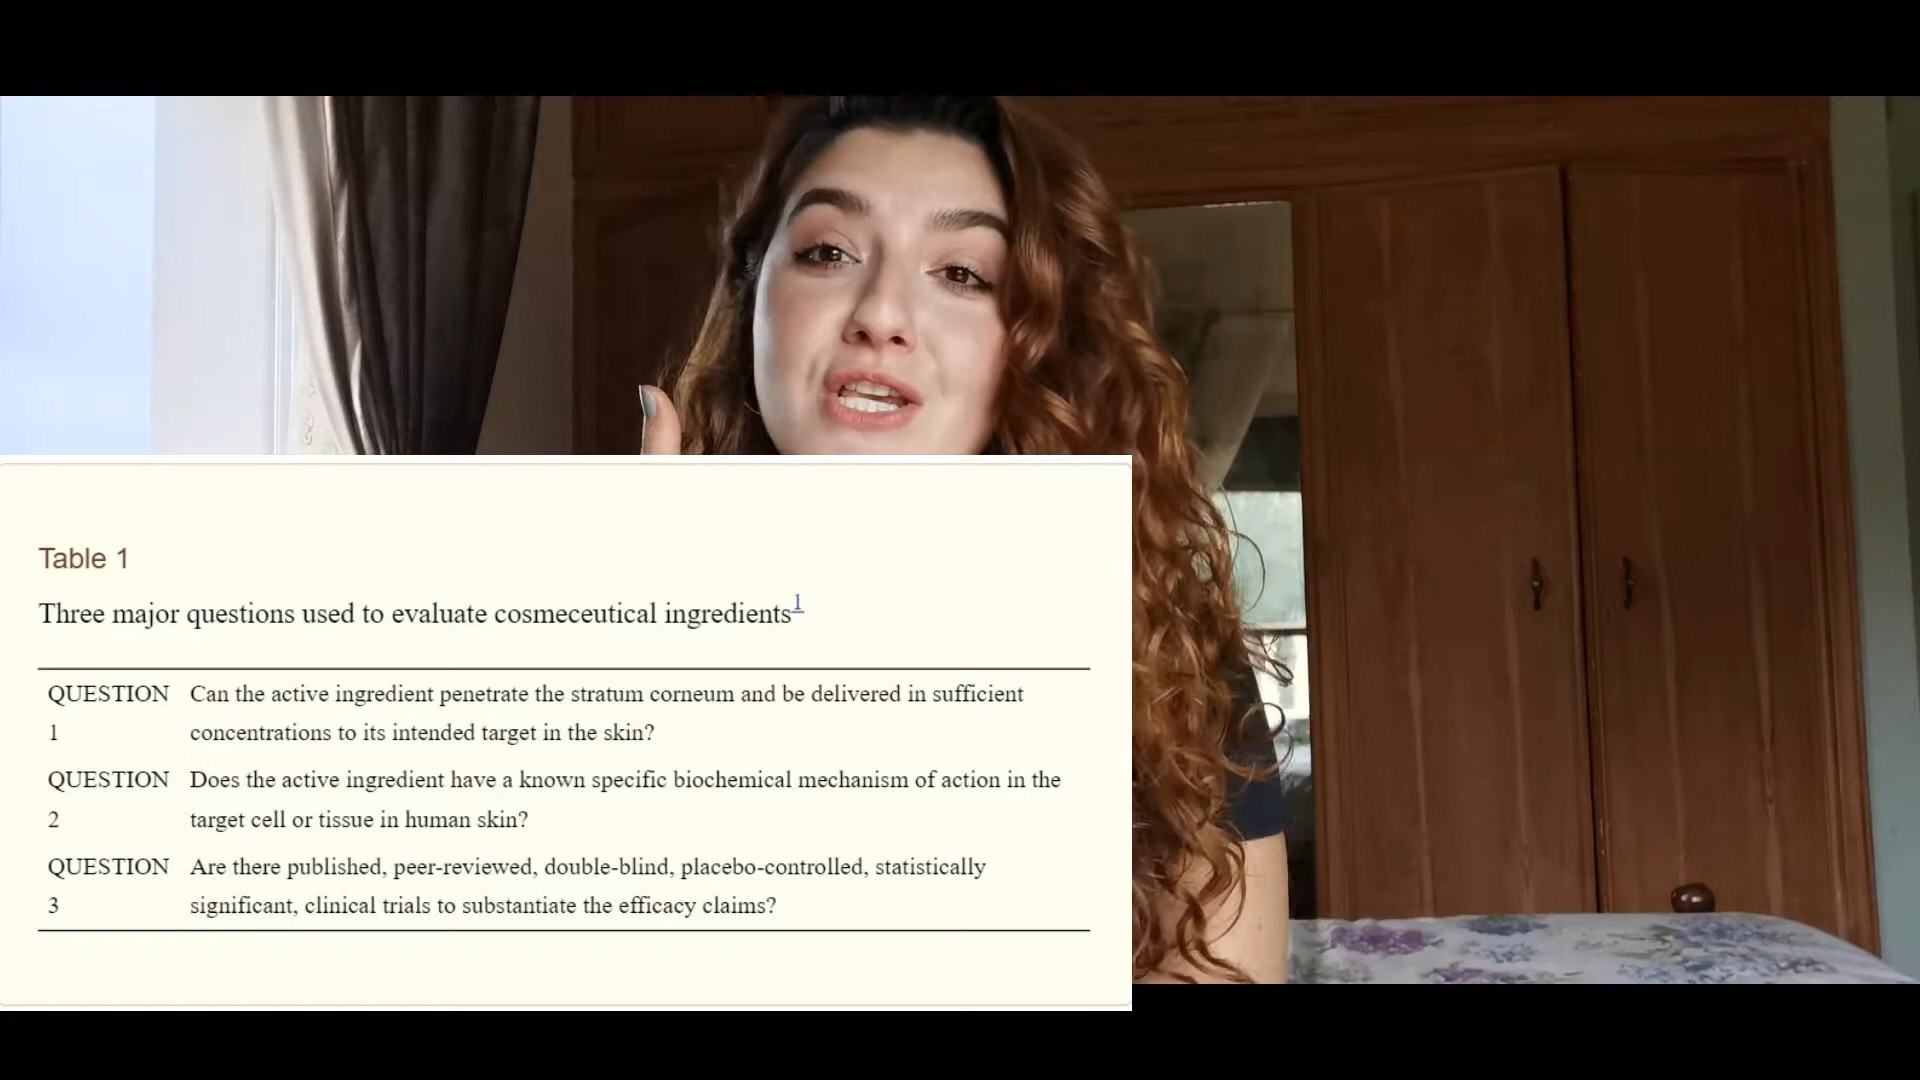 Table 1
Three major questions used to evaluate cosmeceutical ingredients1
QUESTION 1 Can the active ingredient penetrate the stratum corneum and be delivered in sufficient
concentrations to its intended target in the skin?
QUESTION 2 Does the active ingredient have a known specific biochemical mechanism of action in the
target cell or tissue in human skin?
QUESTION 3 Are there published, peer-reviewed, double-blind, placebo-controlled, statistically
significant, clinical trials to substantiate the efficacy claims?